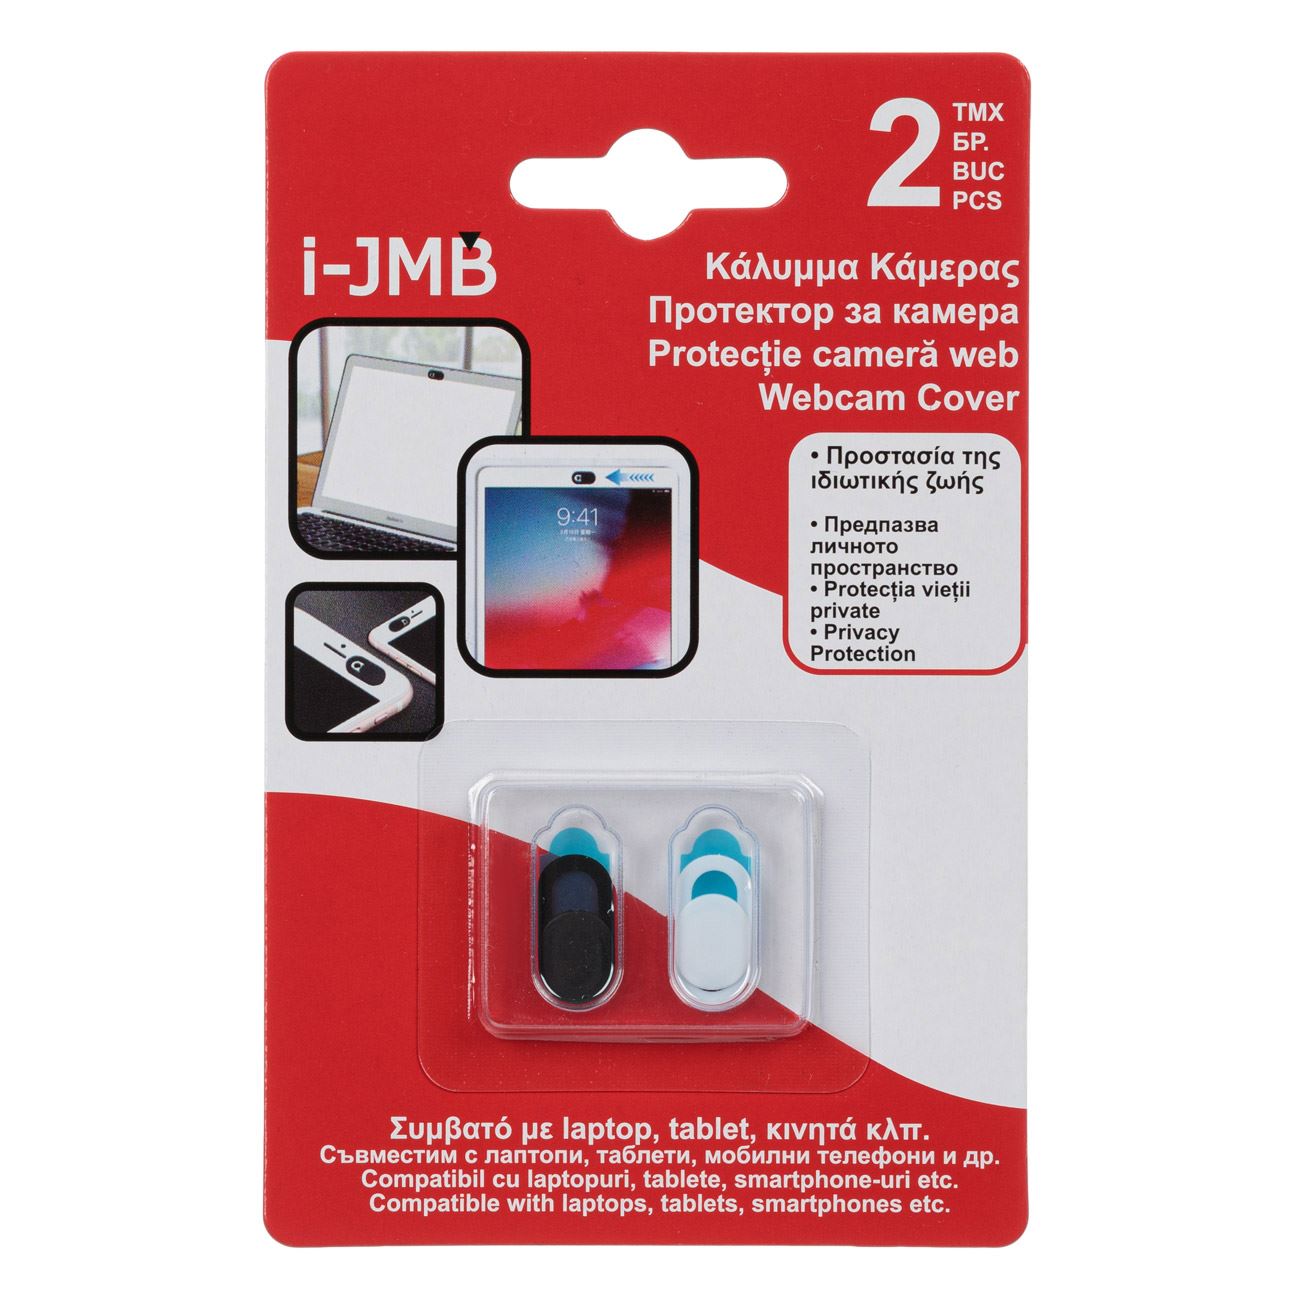 2
ΤΜΧ
БР.
BUC
PCS
i-JMB
Κάλυμμα Κάμερας
Протектор за камера
Protecție cameră web
Webcam Cover
• Προστασία της
ιδιωτικής ζωής
• Предпазва
личното
пространство
• Protecția vieții
private
• Privacy
Protection
9:41
Συμβατό με laptop, tablet, κινητά κλπ.
Съвместим с лаптопи, таблети, мобилни телефони и др.
Compatibil cu laptopuri, tablete, smartphone-uri etc.
Compatible with laptops, tablets, smartphones etc.